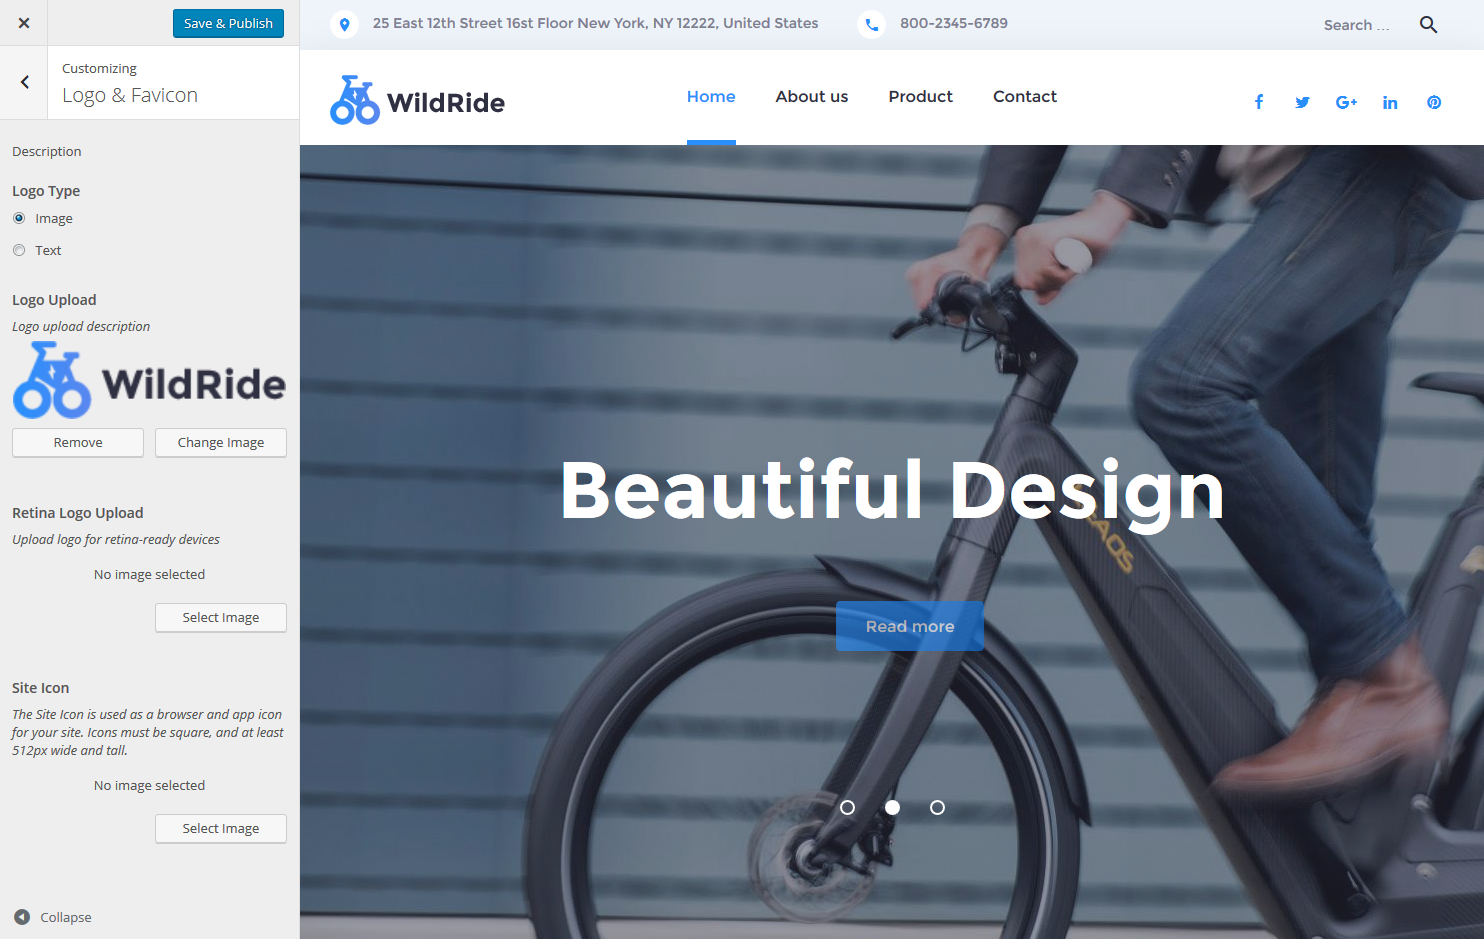 Save & Publish
Customizing
Logo & Favicon
Description
Logo Type
Image
Text
Logo Upload
Logo upload description
WildRide
Remove
Change Image
Retina Logo Upload
Upload logo for retina-ready devices
No image selected
Select Image
Site Icon
The Site Icon is used as a browser and app icon
for your site. Icons must be square, and at least
512px wide and tall.
No image selected
Select Image
Collapse
25 East 12th Street 16st Floor New York, NY 12222, United States
800-2345-6789
Search ...
WildRide
Home
About us
Product
Contact
f
G+
in
Beautiful Design
Read more